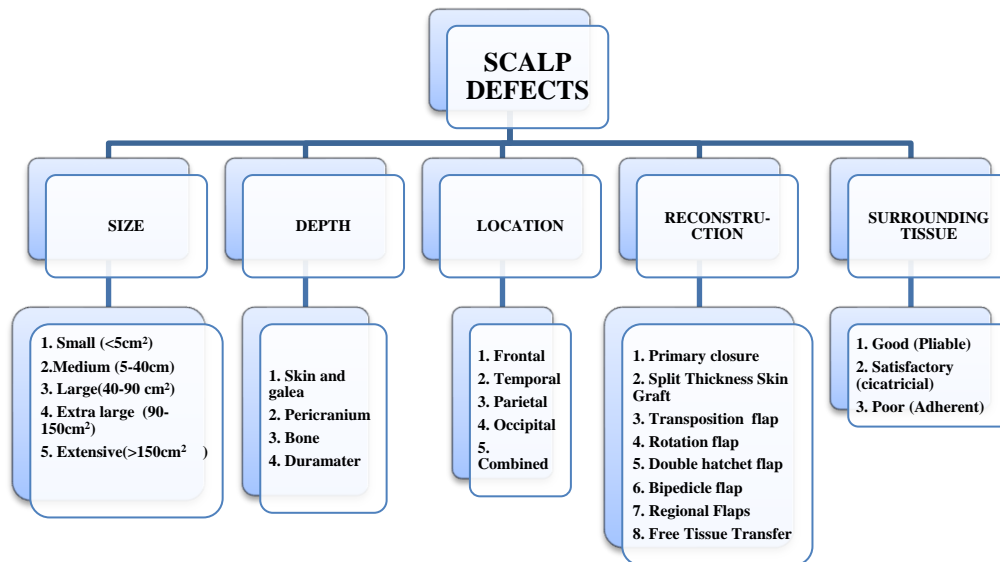 SCALP
DEFECTS
SIZE
DEPTH
LOCATION
RECONSTRU-
CTION
SURROUNDING
TISSUE
1. Small (<5cm²)
2.Medium (5-40cm)
3. Large(40-90 cm²)
4. Extra large (90-
150cm²)
5. Extensive(>150cm² )
1. Skin and
galea
2. Pericranium
3. Bone
4. Duramater
1. Frontal
2. Temporal
3. Parietal
4. Occipital
5.
Combined
1. Primary closure
2. Split Thickness Skin
Graft
3. Transposition flap
4. Rotation flap
5. Double hatchet flap
6. Bipedicle flap
7. Regional Flaps
8. Free Tissue Transfer
1. Good (Pliable)
2. Satisfactory
(cicatricial)
3. Poor (Adherent)